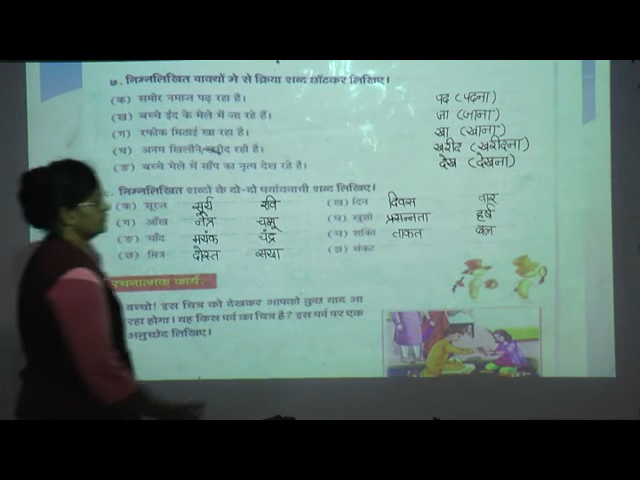 ७. निम्नलिखित वाक्यों मे से क्रिया शब्द छाँटकर लिखिए।
(क) समीर नमाज पढ़ रहा है। पढ (पढ़ना)
(ख) बच्चे ईद के मेले में जा रहे हैं। जा (जाना)
(ग) रफीक मिठाई खा रहा है। खा (खाना)
(घ) अनम खिलौने खरीद रही है। खरीद (खरीदना)
(ङ) बच्चे मेले में साँप का नृत्य देख रहे है। देख (देखना)
८. निम्नलिखित शब्दों के दो-दो पर्यायवाची शब्द लिखिए।
(क) सूरज सूर्य रवि (ख) दिन दिवस वार
(ग) आँख नेत्र चक्षु (घ) खुशी प्रसन्नता हर्ष
(ङ) चाँद मयंक चंद्र (च) शक्ति ताकत बल
(छ) मित्र दोस्त सखा (ज) संकट
रचनात्मक कार्य:
बच्चो! इस चित्र को देखकर आपको कुछ याद आ
रहा होगा। यह किस पर्व का चित्र है? इस पर्व पर एक
अनुच्छेद लिखिए।